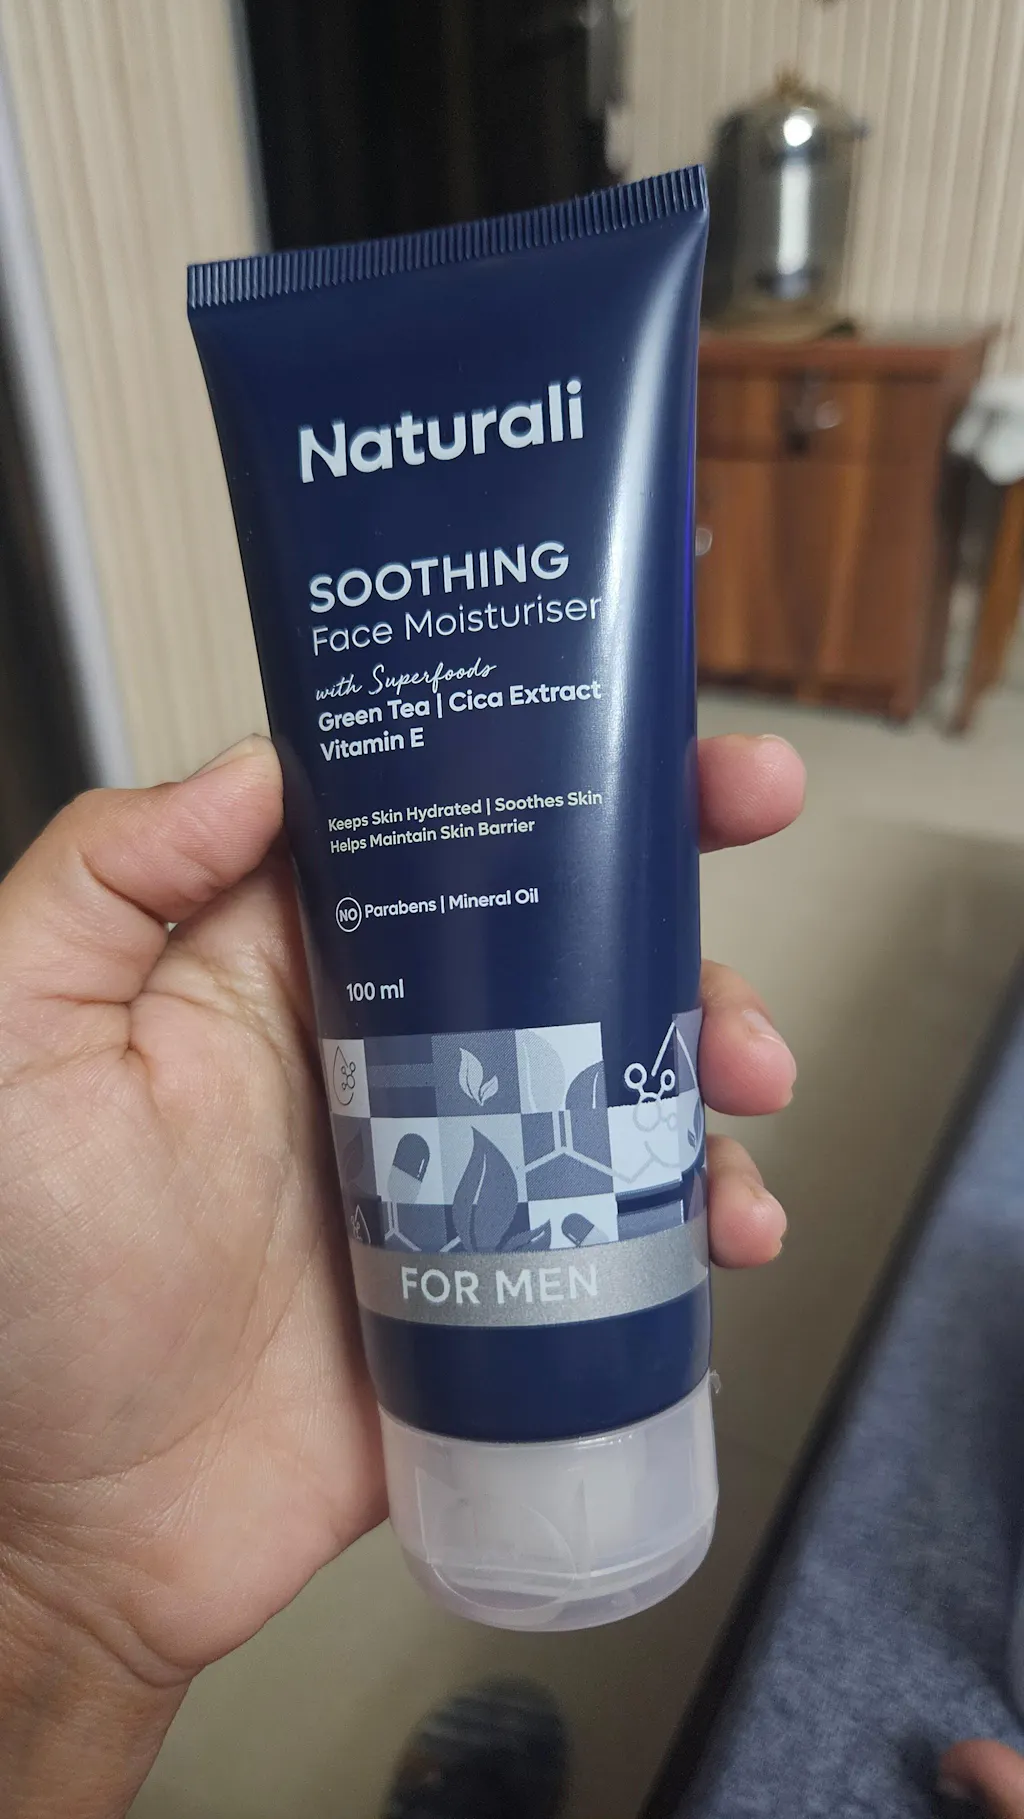 Naturali
SOOTHING
Face Moisturiser
with Superfoods
Green Tea | Cica Extract
Vitamin E
Keeps Skin Hydrated | Soothes Skin
Helps Maintain Skin Barrier
NO Parabens | Mineral Oil
100 ml
FOR MEN